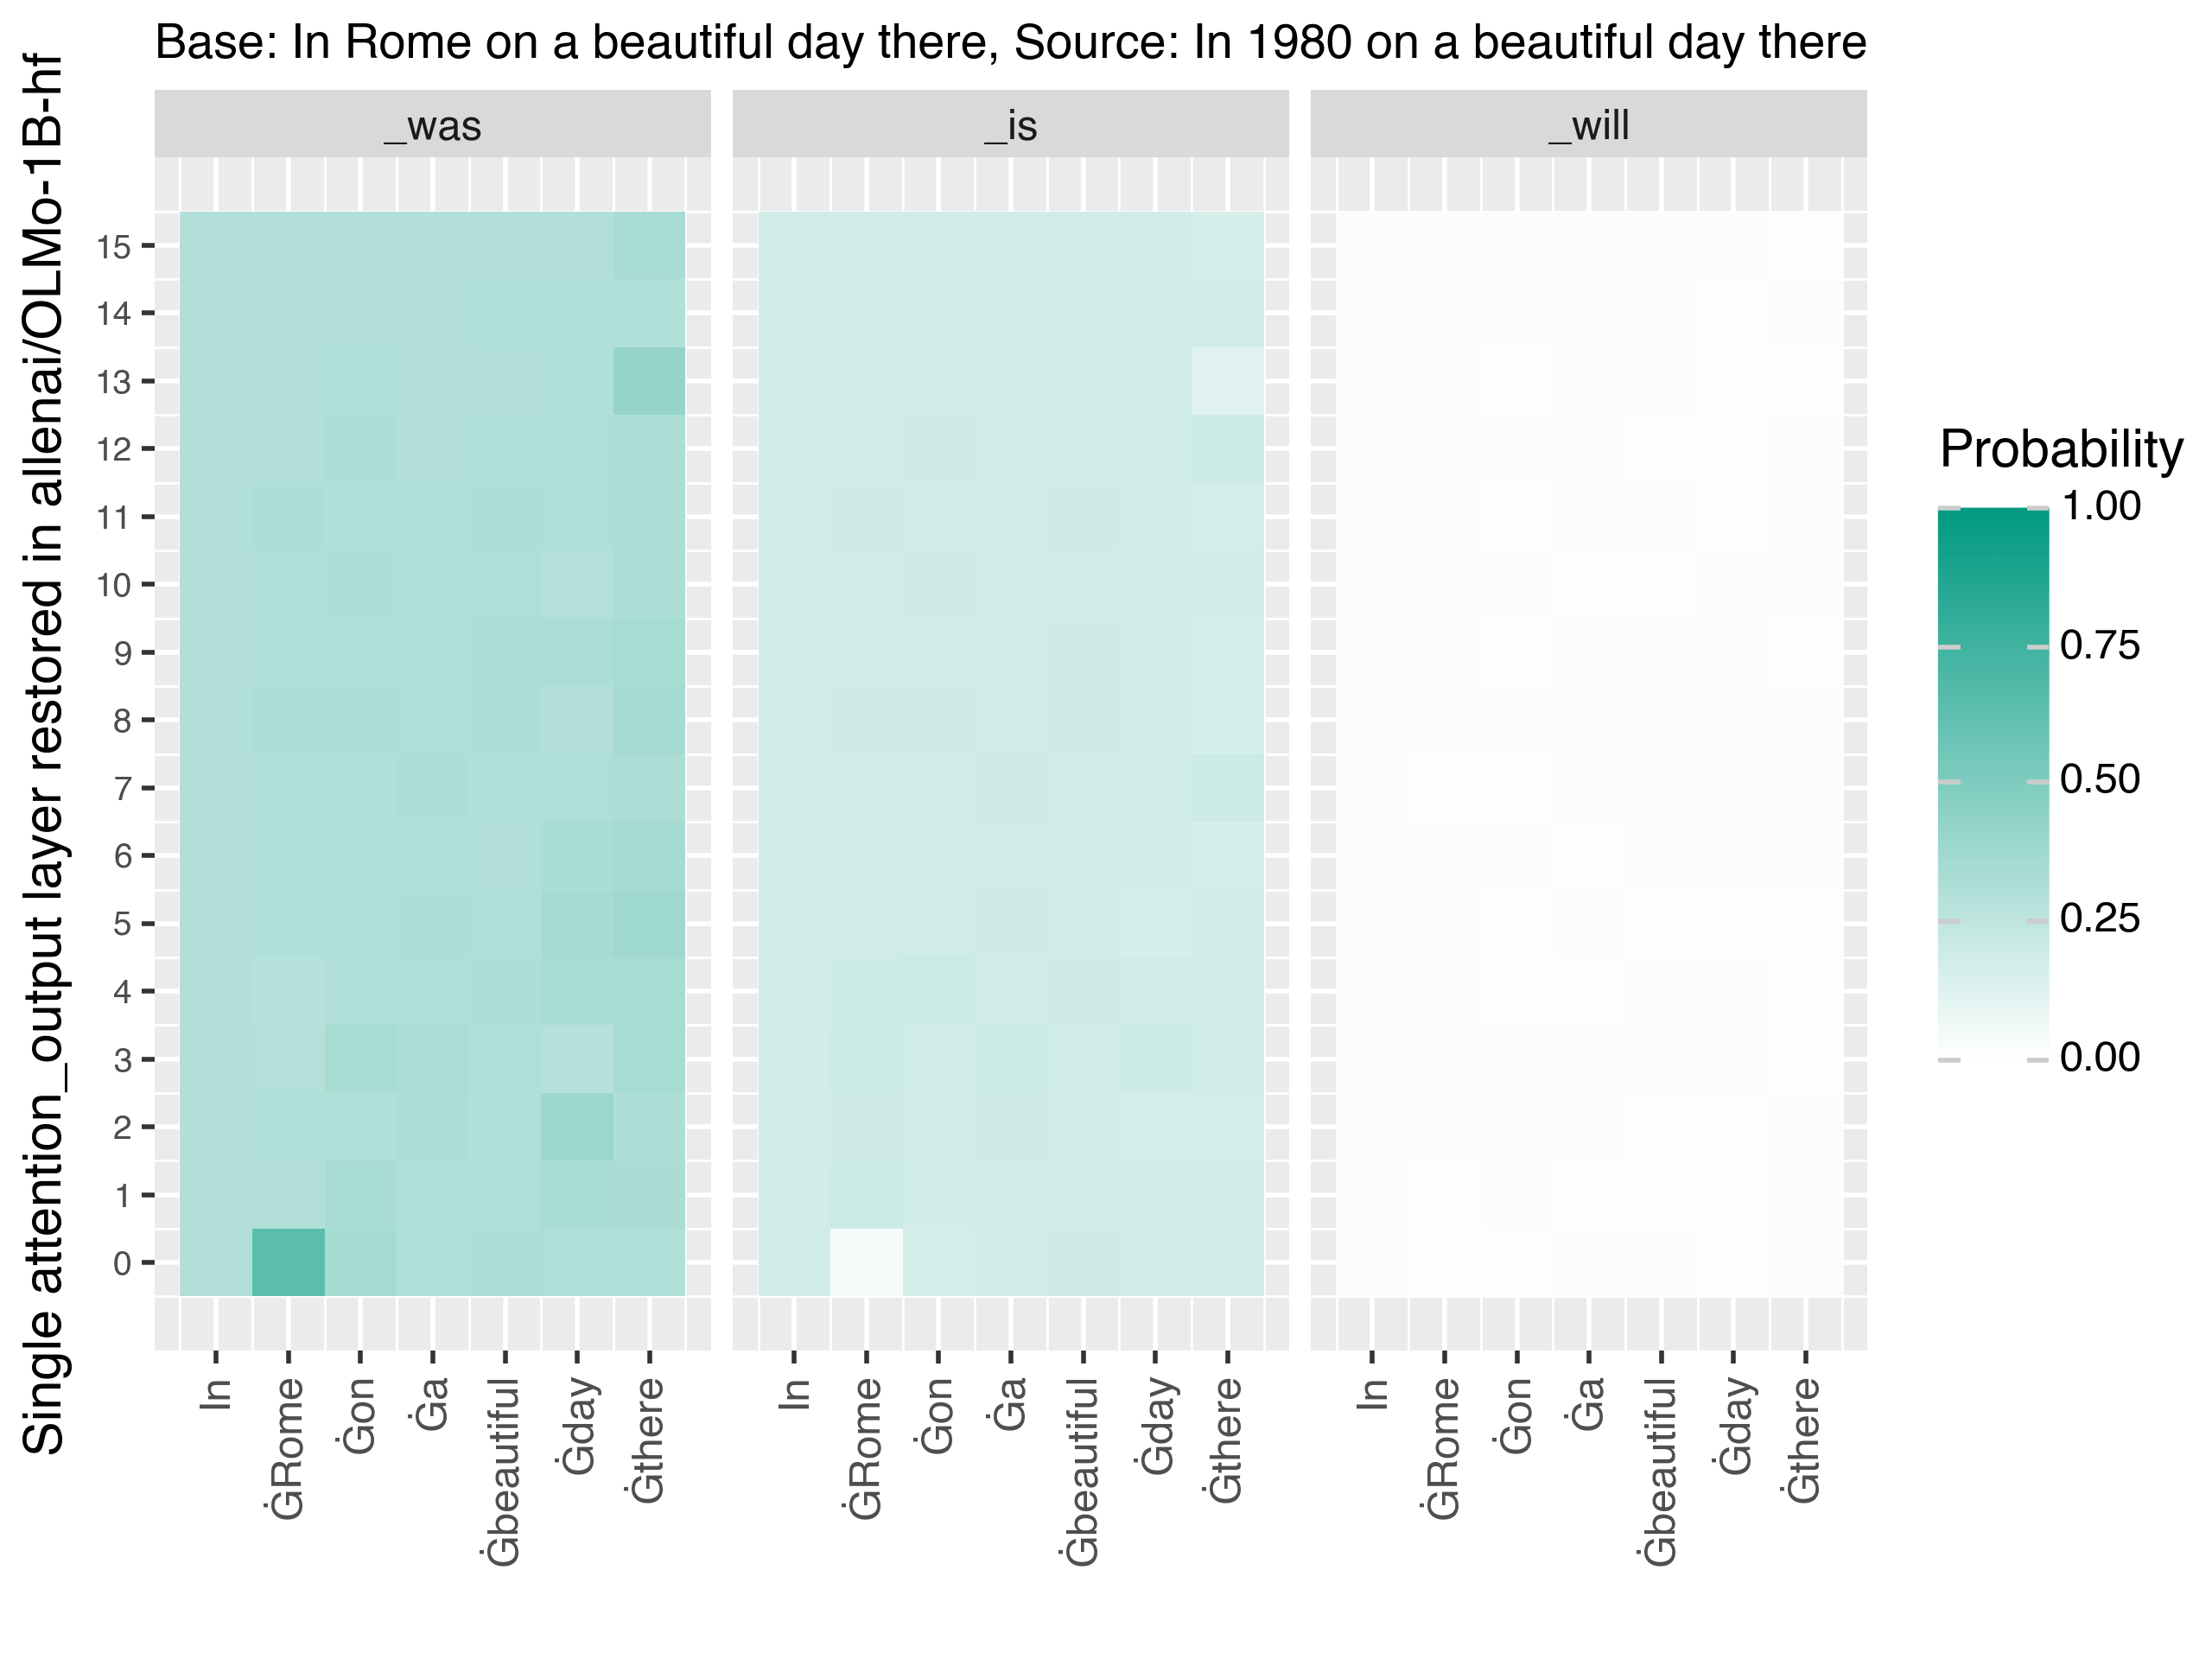 Base: In Rome on a beautiful day there, Source: In 1980 on a beautiful day there
Single attention_output layer restored in allenai/OLMo-1B-hf
_was
_is
_will
15
14
13
12
11
10
9
8
7
6
5
4
3
2
1
0
In
ĠRome
Ġon
Ġa
Ġbeautiful
Ġday
Ġthere
In
ĠRome
Ġon
Ġa
Ġbeautiful
Ġday
Ġthere
In
ĠRome
Ġon
Ġa
Ġbeautiful
Ġday
Ġthere
Probability
1.00
0.75
0.50
0.25
0.00